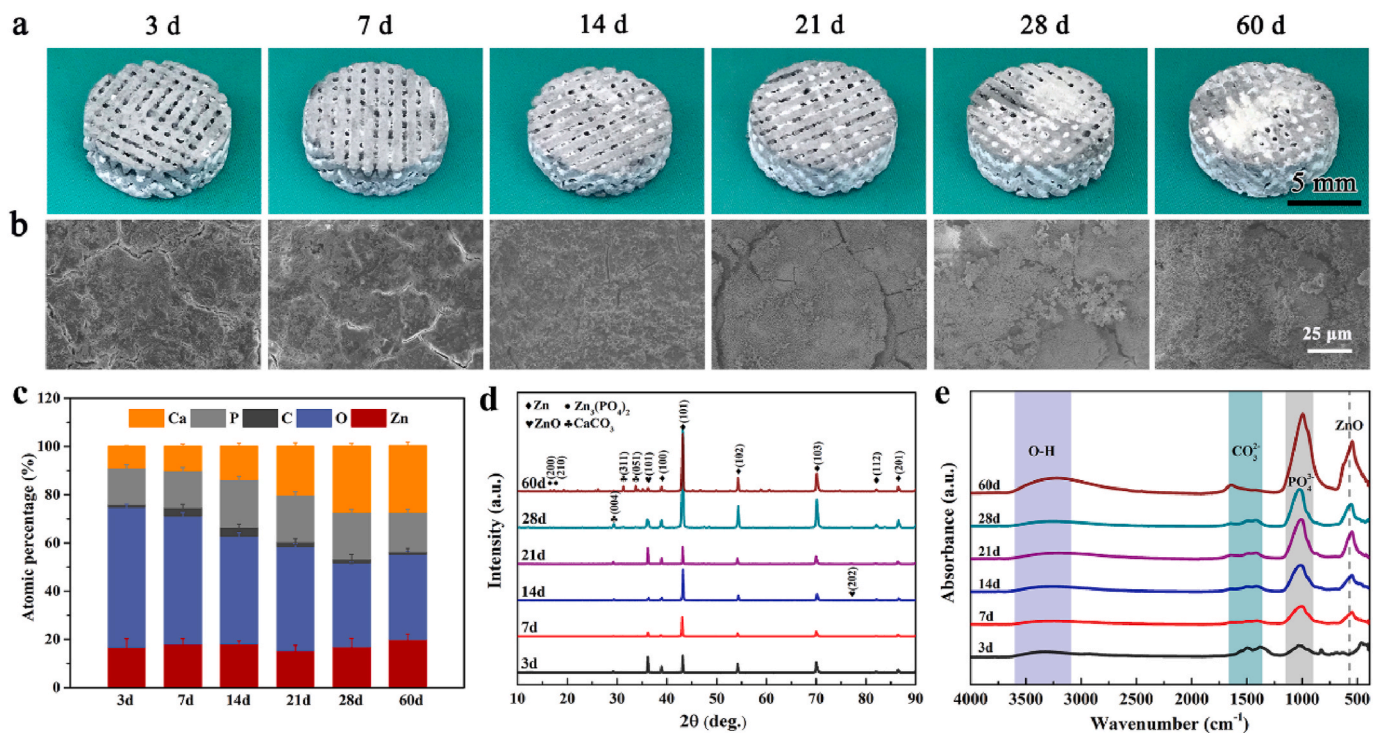 a
3 d
7 d
14 d
21 d
28 d
60 d
5 mm
b
25 μm
c
120
100
80
60
40
20
0
Atomic percentage (%)
Ca P C O Zn
3d 7d 14d 21d 28d 60d
d
♦Zn •Zn₃(PO₄)₂
♥ZnO ♣CaCO₃
(200)
(210)
(311)
(051)
(101)
(100)
(101)
(102)
(103)
(112)
(201)
(004)
(202)
60d
28d
21d
14d
7d
3d
Intensity (a.u.)
10 20 30 40 50 60 70 80 90
2θ (deg.)
e
O-H
CO₃²⁻
PO₄³⁻
ZnO
60d
28d
21d
14d
7d
3d
Absorbance (a.u.)
4000 3500 3000 2500 2000 1500 1000 500
Wavenumber (cm⁻¹)